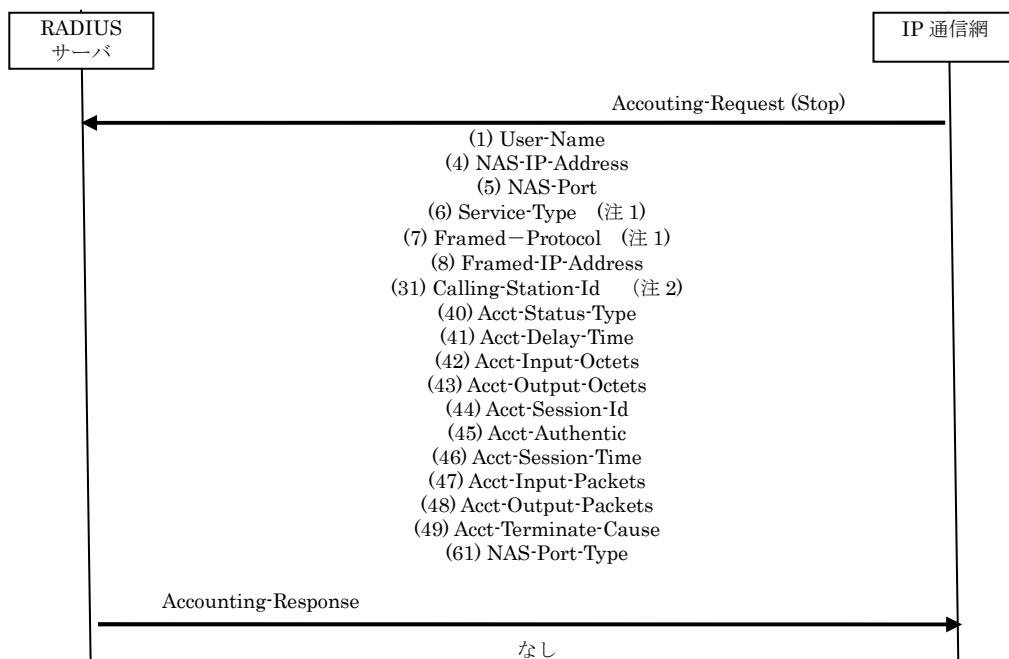 RADIUS
サーバ
IP 通信網
Accouting-Request (Stop)
(1) User-Name
(4) NAS-IP-Address
(5) NAS-Port
(6) Service-Type (注 1)
(7) Framed－Protocol (注 1)
(8) Framed-IP-Address
(31) Calling-Station-Id (注 2)
(40) Acct-Status-Type
(41) Acct-Delay-Time
(42) Acct-Input-Octets
(43) Acct-Output-Octets
(44) Acct-Session-Id
(45) Acct-Authentic
(46) Acct-Session-Time
(47) Acct-Input-Packets
(48) Acct-Output-Packets
(49) Acct-Terminate-Cause
(61) NAS-Port-Type
Accounting-Response
なし